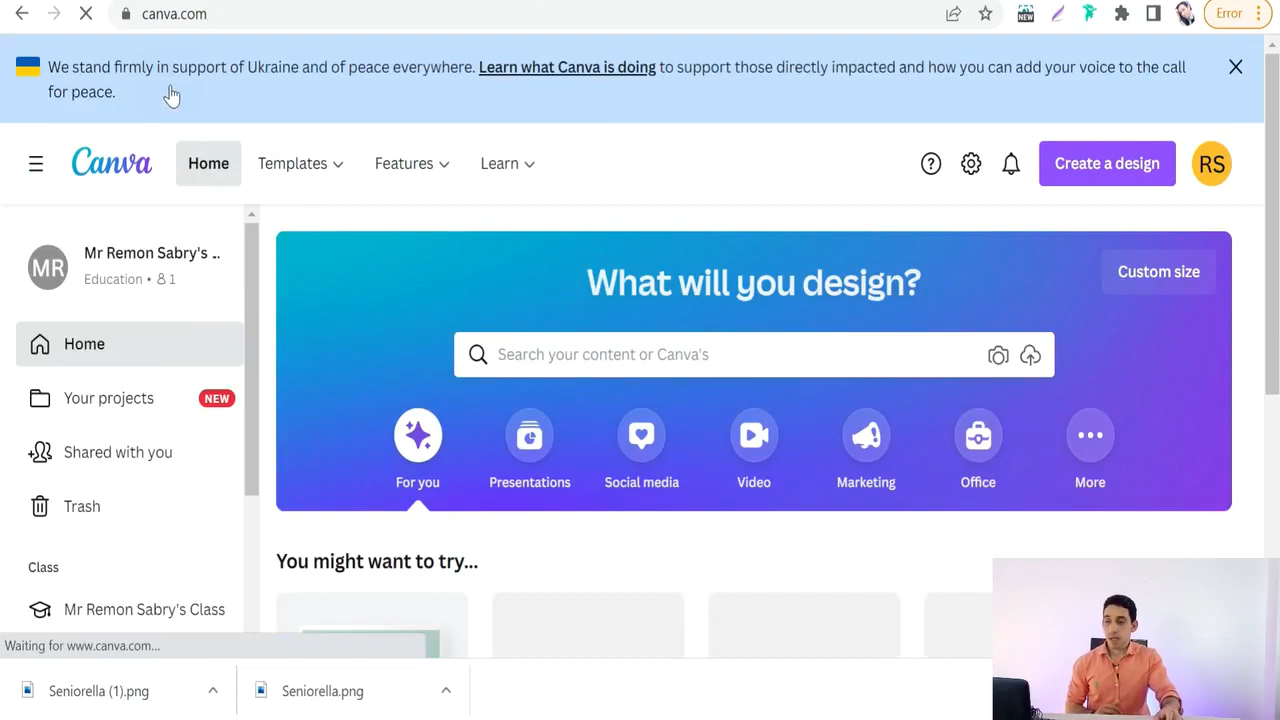 canva.com
NEW
Error
We stand firmly in support of Ukraine and of peace everywhere. Learn what Canva is doing to support those directly impacted and how you can add your voice to the call
for peace.
Canva
Home
Templates
Features
Learn
Create a design
RS
MR
Mr Remon Sabry's ..
Education • 1
Home
Your projects
NEW
Shared with you
Trash
Class
Mr Remon Sabry's Class
What will you design?
Custom size
Search your content or Canva's
For you
Presentations
Social media
Video
Marketing
Office
More
You might want to try...
Waiting for www.canva.com...
Seniorella (1).png
Seniorella.png